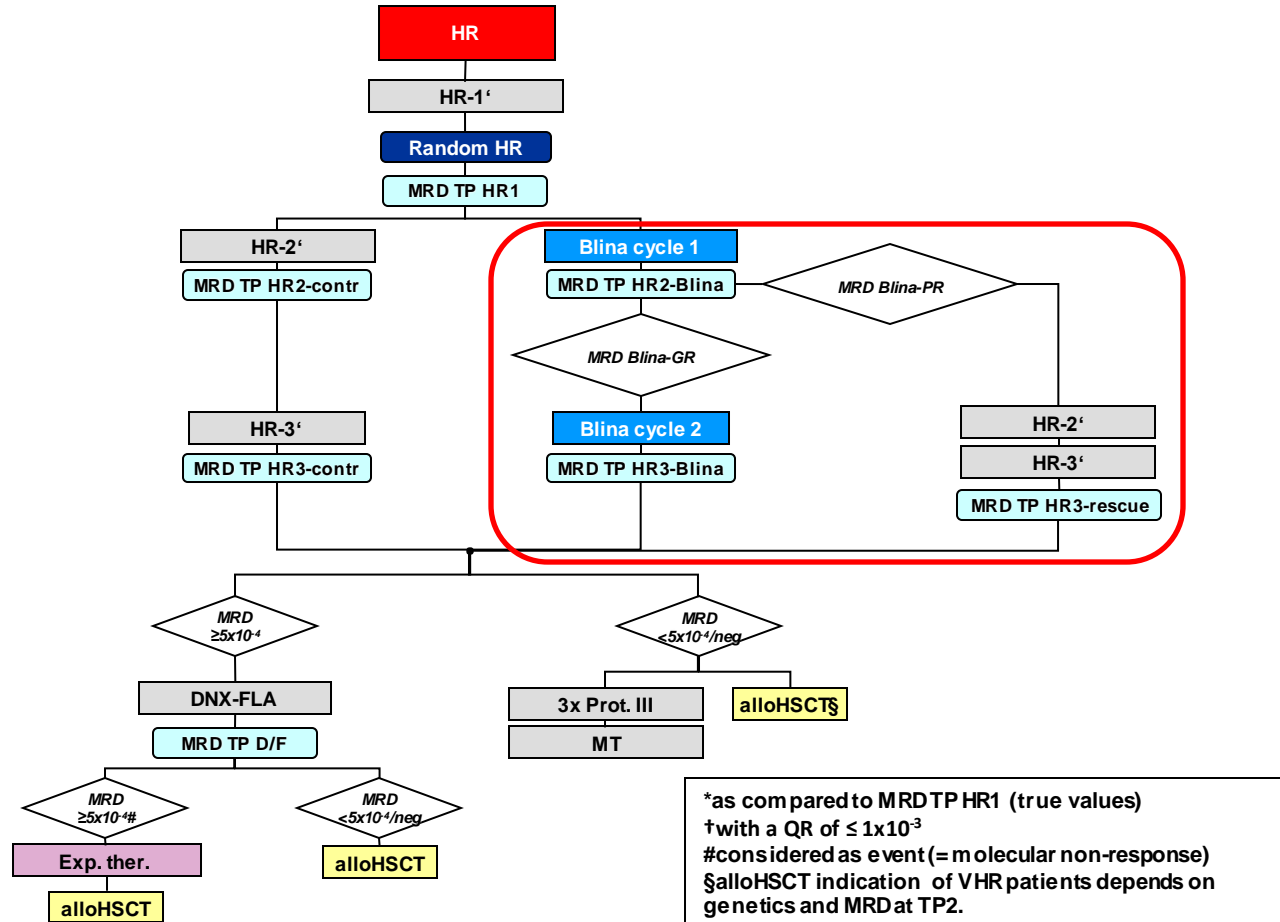 HR
HR-1‘
Random HR
MRD TP HR1
HR-2‘
MRD TP HR2-contr
HR-3‘
MRD TP HR3-contr
Blina cycle 1
MRD TP HR2-Blina
MRD Blina-PR
MRD Blina-GR
Blina cycle 2
MRD TP HR3-Blina
HR-2‘
HR-3‘
MRD TP HR3-rescue
MRD
≥5x10⁻⁴
MRD
<5x10⁻⁴/neg
DNX-FLA
MRD TP D/F
3x Prot. III
MT
alloHSCT§
MRD
≥5x10⁻⁴#
MRD
<5x10⁻⁴/neg
Exp. ther.
alloHSCT
alloHSCT
*as compared to MRD TP HR1 (true values)
†with a QR of ≤ 1x10⁻³
#considered as event (= molecular non-response)
§alloHSCT indication of VHR patients depends on
genetics and MRD at TP2.